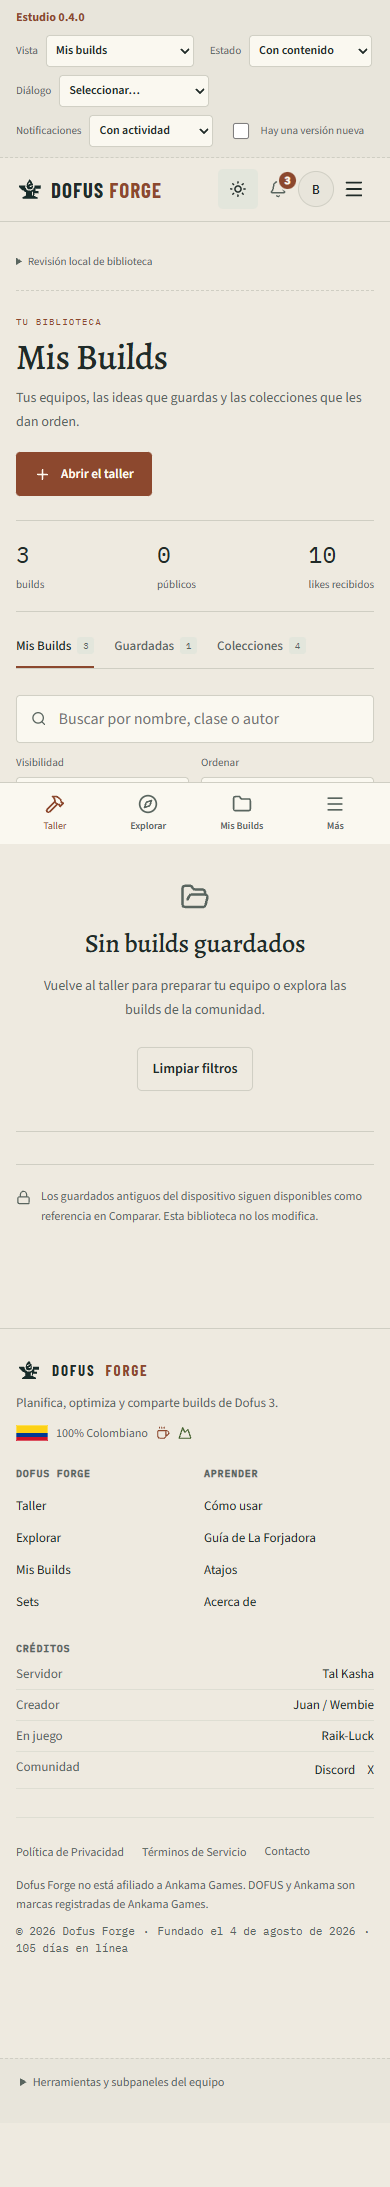 Estudio 0.4.0
Vista Mis builds Estado Con contenido
Diálogo Seleccionar...
Notificaciones Con actividad Hay una versión nueva
DOFUS FORGE 3 B
Revisión local de biblioteca
TU BIBLIOTECA
Mis Builds
Tus equipos, las ideas que guardas y las colecciones que les
dan orden.
Abrir el taller
3 0 10
builds públicos likes recibidos
Mis Builds 3 Guardadas 1 Colecciones 4
Buscar por nombre, clase o autor
Visibilidad Ordenar
Taller Explorar Mis Builds Más
Sin builds guardados
Vuelve al taller para preparar tu equipo o explora las
builds de la comunidad.
Limpiar filtros
Los guardados antiguos del dispositivo siguen disponibles como
referencia en Comparar. Esta biblioteca no los modifica.
DOFUS FORGE
Planifica, optimiza y comparte builds de Dofus 3.
100% Colombiano
DOFUS FORGE APRENDER
Taller Cómo usar
Explorar Guía de La Forjadora
Mis Builds Atajos
Sets Acerca de
CRÉDITOS
Servidor Tal Kasha
Creador Juan / Wembie
En juego Raik-Luck
Comunidad Discord X
Política de Privacidad Términos de Servicio Contacto
Dofus Forge no está afiliado a Ankama Games. DOFUS y Ankama son
marcas registradas de Ankama Games.
© 2026 Dofus Forge · Fundado el 4 de agosto de 2026 ·
105 días en línea
Herramientas y subpaneles del equipo